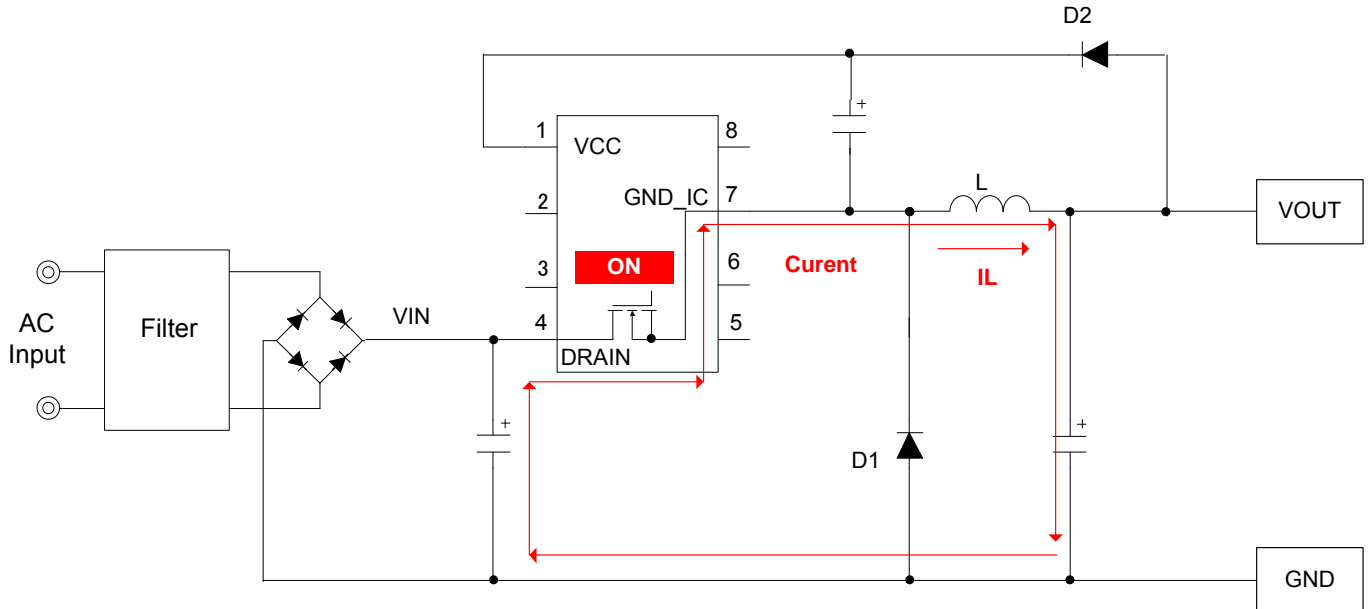 D2
1
VCC
8
2
GND_IC
7
L
VOUT
3
ON
6
Curent
IL
AC
Input
Filter
VIN
4
DRAIN
5
D1
GND
+
+
+